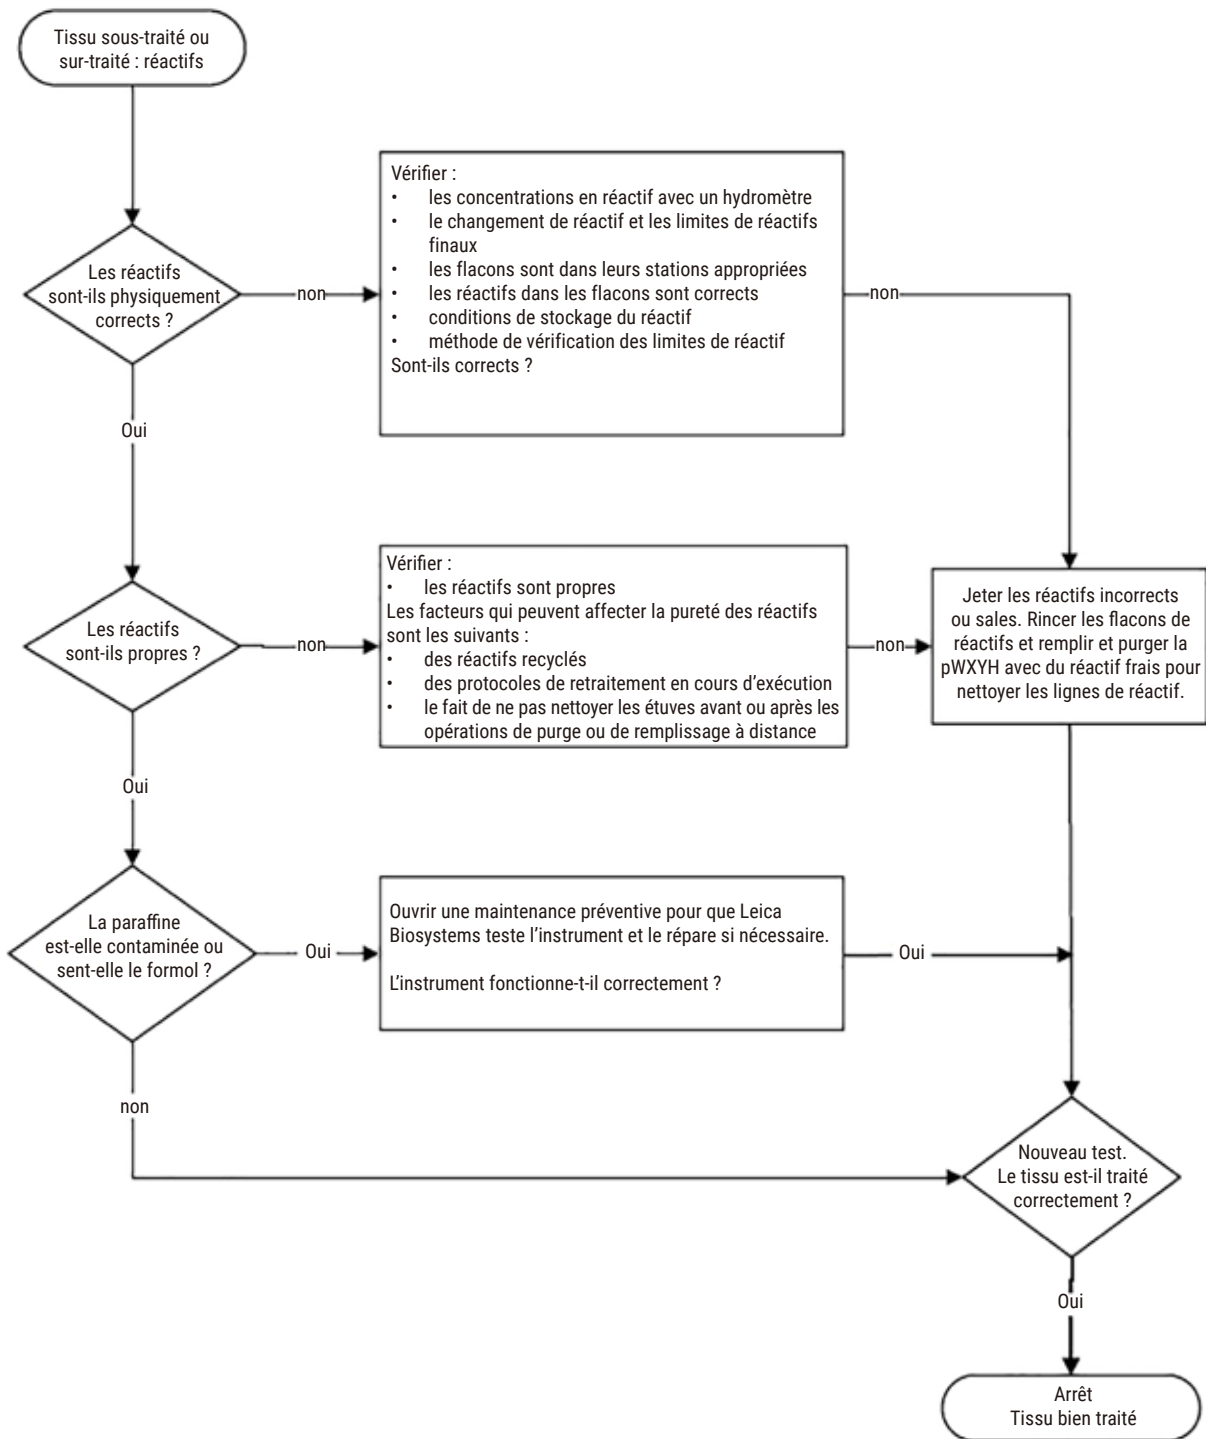 Tissu sous-traité ou
sur-traité : réactifs
Vérifier :
• les concentrations en réactif avec un hydromètre
• le changement de réactif et les limites de réactifs
finaux
• les flacons sont dans leurs stations appropriées
• les réactifs dans les flacons sont corrects
• conditions de stockage du réactif
• méthode de vérification des limites de réactif
Sont-ils corrects ?
Les réactifs
sont-ils physiquement
corrects ?
non
non
Oui
Vérifier :
• les réactifs sont propres
Les facteurs qui peuvent affecter la pureté des réactifs
sont les suivants :
• des réactifs recyclés
• des protocoles de retraitement en cours d'exécution
• le fait de ne pas nettoyer les étuves avant ou après les
opérations de purge ou de remplissage à distance
Les réactifs
sont-ils propres ?
non
non
Jeter les réactifs incorrects
ou sales. Rincer les flacons de
réactifs et remplir et purger la
pWXYH avec du réactif frais pour
nettoyer les lignes de réactif.
Oui
La paraffine
est-elle contaminée ou
sent-elle le formol ?
Oui
Ouvrir une maintenance préventive pour que Leica
Biosystems teste l'instrument et le répare si nécessaire.
L'instrument fonctionne-t-il correctement ?
Oui
non
Nouveau test.
Le tissu est-il traité
correctement ?
Oui
Arrêt
Tissu bien traité